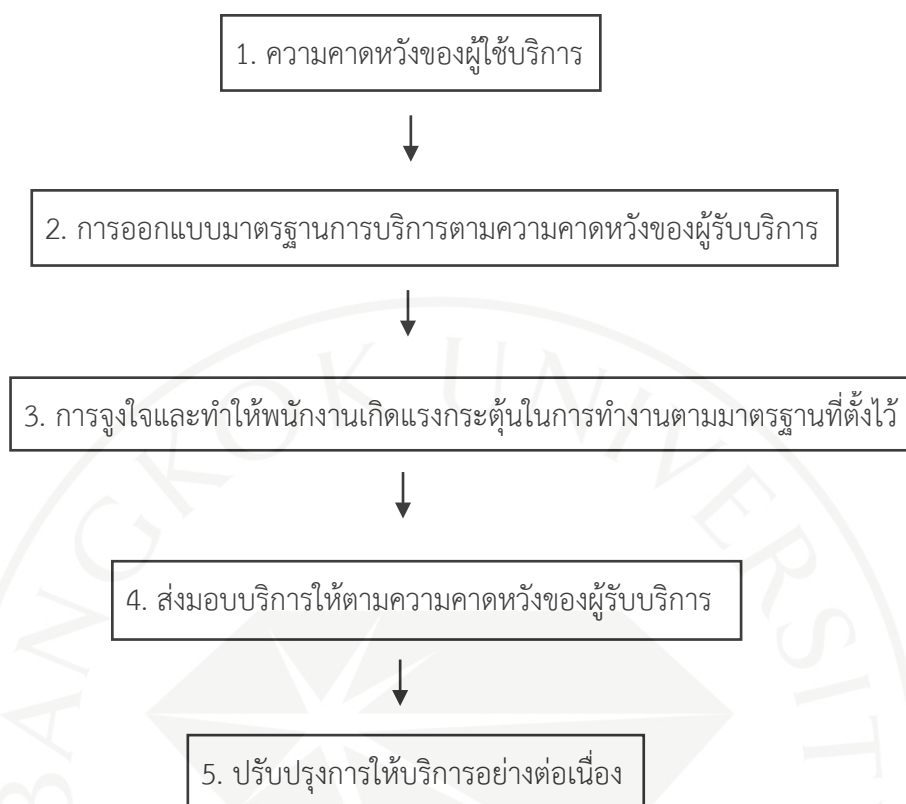 1. ความคาดหวังของผู้ใช้บริการ
2. การออกแบบมาตรฐานการบริการตามความคาดหวังของผู้รับบริการ
3. การจูงใจและทำให้พนักงานเกิดแรงกระตุ้นในการทำงานตามมาตรฐานที่ตั้งไว้
4. ส่งมอบบริการให้ตามความคาดหวังของผู้รับบริการ
5. ปรับปรุงการให้บริการอย่างต่อเนื่อง
BANGKOK UNIVERSIT